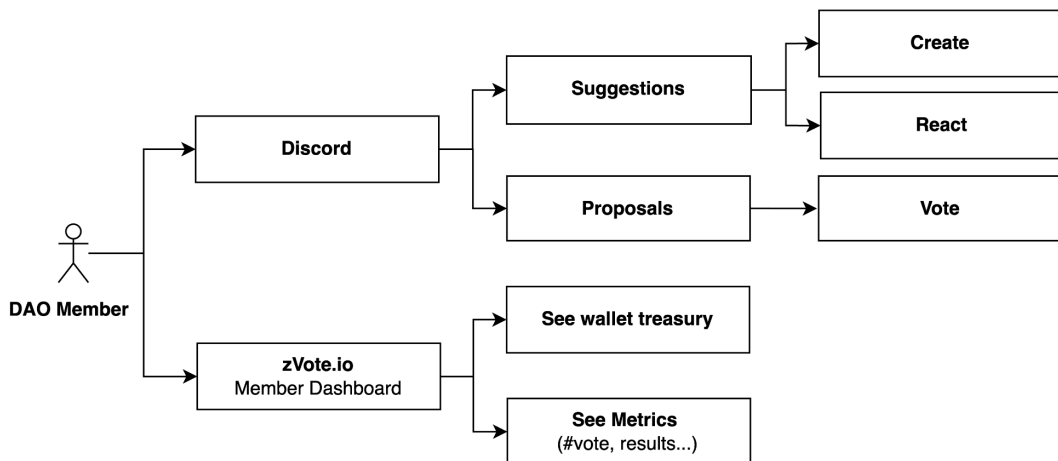 Create
Suggestions
React
Discord
Proposals
Vote
DAO Member
See wallet treasury
zVote.io
Member Dashboard
See Metrics
(#vote, results...)